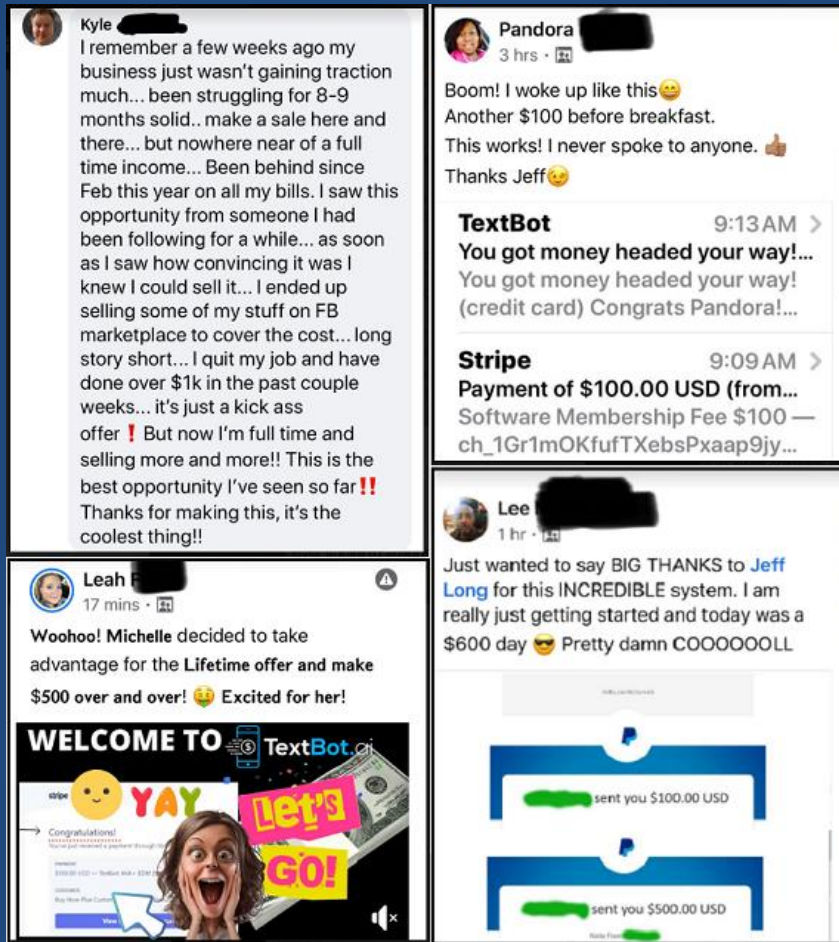 Kyle
I remember a few weeks ago my
business just wasn't gaining traction
much... been struggling for 8-9
months solid.. make a sale here and
there... but nowhere near of a full
time income... Been behind since
Feb this year on all my bills. I saw this
opportunity from someone I had
been following for a while... as soon
as I saw how convincing it was I
knew I could sell it... I ended up
selling some of my stuff on FB
marketplace to cover the cost... long
story short... I quit my job and have
done over $1k in the past couple
weeks... it's just a kick ass
offer❗ But now I'm full time and
selling more and more!! This is the
best opportunity I've seen so far‼️
Thanks for making this, it's the
coolest thing!!
Pandora
3 hrs ·
Boom! I woke up like this😄
Another $100 before breakfast.
This works! I never spoke to anyone. 👍🏽
Thanks Jeff😉
TextBot 9:13 AM
You got money headed your way!...
You got money headed your way!
(credit card) Congrats Pandora!...
Stripe 9:09 AM
Payment of $100.00 USD (from...
Software Membership Fee $100 —
ch_1Gr1mOKfufTXebsPxaap9jy...
Leah
17 mins ·
Woohoo! Michelle decided to take
advantage for the Lifetime offer and make
$500 over and over! 🤑 Excited for her!
WELCOME TO TextBot.ai
stripe
YAY
LET'S
GO!
Congratulations!
Lee
1 hr ·
Just wanted to say BIG THANKS to Jeff
Long for this INCREDIBLE system. I am
really just getting started and today was a
$600 day 😎 Pretty damn COOOOOOLL
sent you $100.00 USD
sent you $500.00 USD